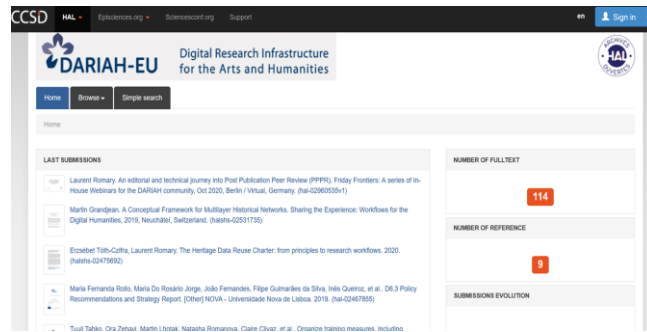 CCSD HAL Episciences.org Sciencesconf.org Support en Sign in
DARIAH-EU
Digital Research Infrastructure
for the Arts and Humanities
ARCHIVES
HAL
OUVERTES
Home Browse Simple search
Home
LAST SUBMISSIONS
Laurent Romary. An editorial and technical journey into Post Publication Peer Review (PPPR). Friday Frontiers: A series of In-
House Webinars for the DARIAH community, Oct 2020, Berlin / Virtual, Germany. (hal-02960535v1)
Martin Grandjean. A Conceptual Framework for Multilayer Historical Networks. Sharing the Experience: Workflows for the
Digital Humanities, 2019, Neuchâtel, Switzerland. (halshs-02531735)
Erzsébet Tóth-Czifra, Laurent Romary. The Heritage Data Reuse Charter: from principles to research workflows. 2020.
(halshs-02475692)
Maria Fernanda Rollo, Maria Do Rosário Jorge, João Fernandes, Filipe Guimarães da Silva, Inês Queiroz, et al.. D6.3 Policy
Recommendations and Strategy Report. [Other] NOVA - Universidade Nova de Lisboa. 2019. (hal-02467855)
NUMBER OF FULLTEXT
114
NUMBER OF REFERENCE
9
SUBMISSIONS EVOLUTION